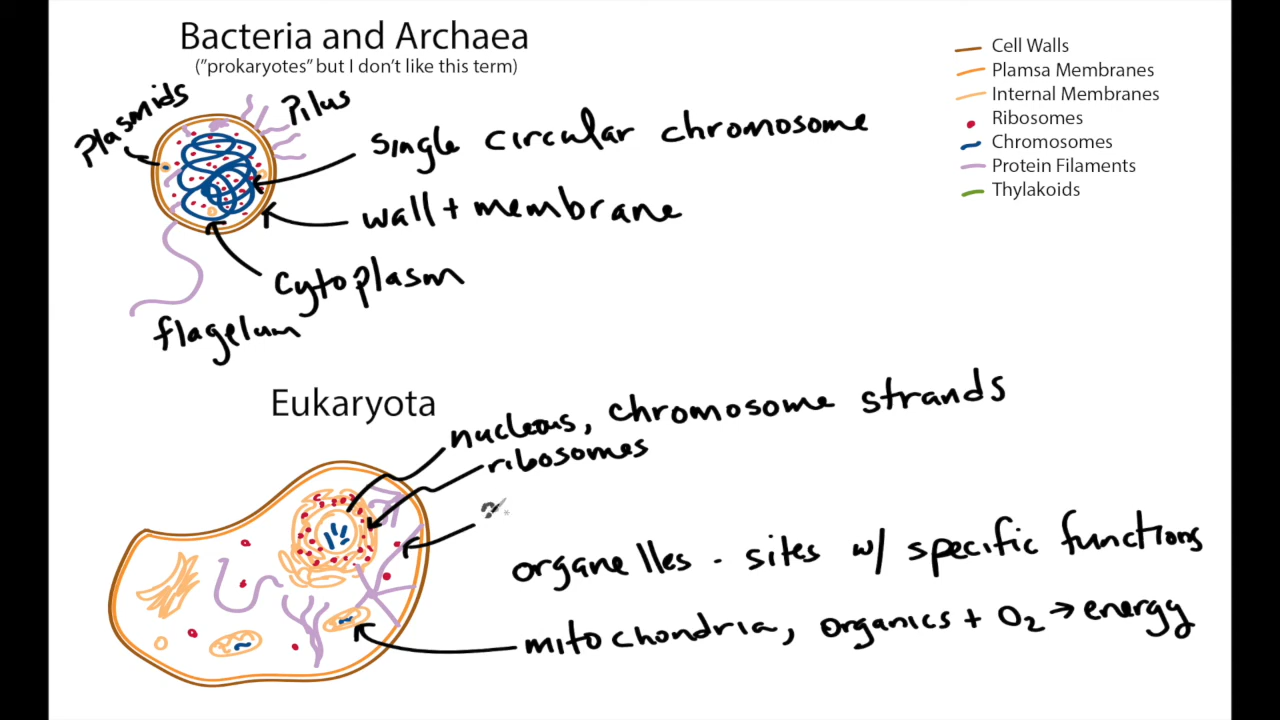 Bacteria and Archaea
("prokaryotes" but I don't like this term)
Cell Walls
Plamsa Membranes
Internal Membranes
Ribosomes
Chromosomes
Protein Filaments
Thylakoids
Plasmids
Pilus
single circular chromosome
wall + membrane
cytoplasm
flagelum
Eukaryota
nucleous, chromosome strands
ribosomes
organelles - sites w/ specific functions
mitochondria, organics + O₂ → energy